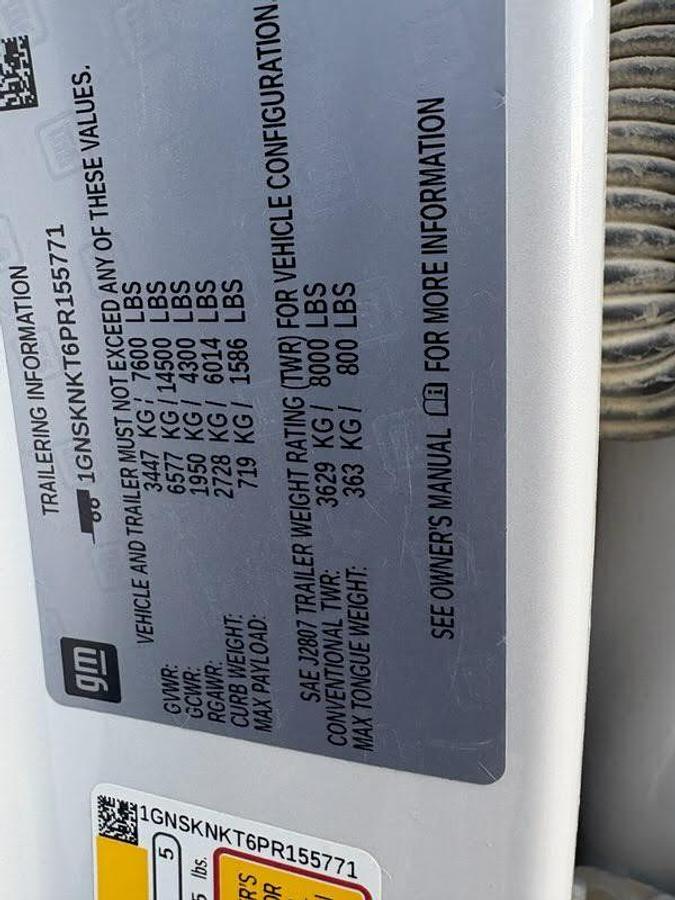 TRAILERING INFORMATION
1GNSKNKT6PR155771
gm
VEHICLE AND TRAILER MUST NOT EXCEED ANY OF THESE VALUES.
GVWR: 3447 KG / 7600 LBS
GCWR: 6577 KG / 14500 LBS
RGAWR: 1950 KG / 4300 LBS
CURB WEIGHT: 2728 KG / 6014 LBS
MAX PAYLOAD: 719 KG / 1586 LBS
SAE J2807 TRAILER WEIGHT RATING (TWR) FOR VEHICLE CONFIGURATION.
CONVENTIONAL TWR: 3629 KG / 8000 LBS
MAX TONGUE WEIGHT: 363 KG / 800 LBS
SEE OWNER'S MANUAL FOR MORE INFORMATION
1GNSKNKT6PR155771
5
lbs.